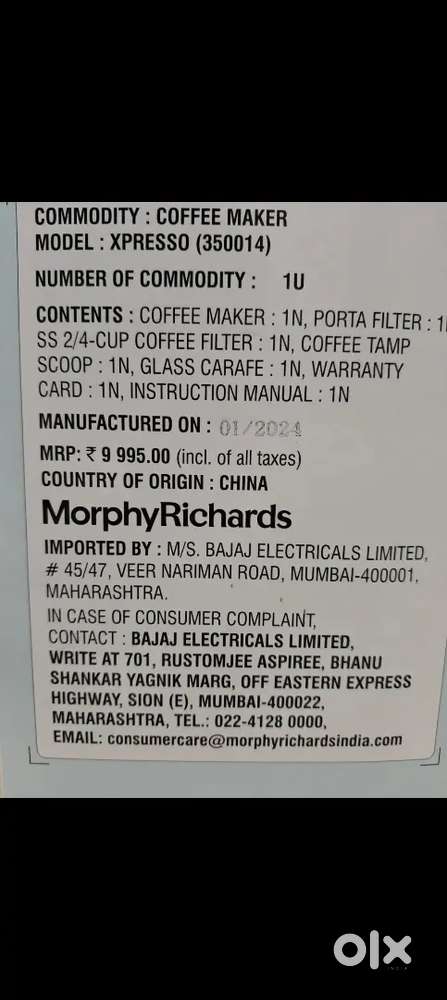 COMMODITY : COFFEE MAKER
MODEL : XPRESSO (350014)
NUMBER OF COMMODITY : 1U
CONTENTS : COFFEE MAKER : 1N, PORTA FILTER : 1
SS 2/4-CUP COFFEE FILTER : 1N, COFFEE TAMP
SCOOP : 1N, GLASS CARAFE : 1N, WARRANTY
CARD : 1N, INSTRUCTION MANUAL : 1N
MANUFACTURED ON : 01/2024
MRP: ₹ 9 995.00 (incl. of all taxes)
COUNTRY OF ORIGIN : CHINA
MorphyRichards
IMPORTED BY : M/S. BAJAJ ELECTRICALS LIMITED,
# 45/47, VEER NARIMAN ROAD, MUMBAI-400001,
MAHARASHTRA.
IN CASE OF CONSUMER COMPLAINT,
CONTACT : BAJAJ ELECTRICALS LIMITED,
WRITE AT 701, RUSTOMJEE ASPIREE, BHANU
SHANKAR YAGNIK MARG, OFF EASTERN EXPRESS
HIGHWAY, SION (E), MUMBAI-400022,
MAHARASHTRA, TEL.: 022-4128 0000,
EMAIL: consumercare@morphyrichardsindia.com
olx
INDIA